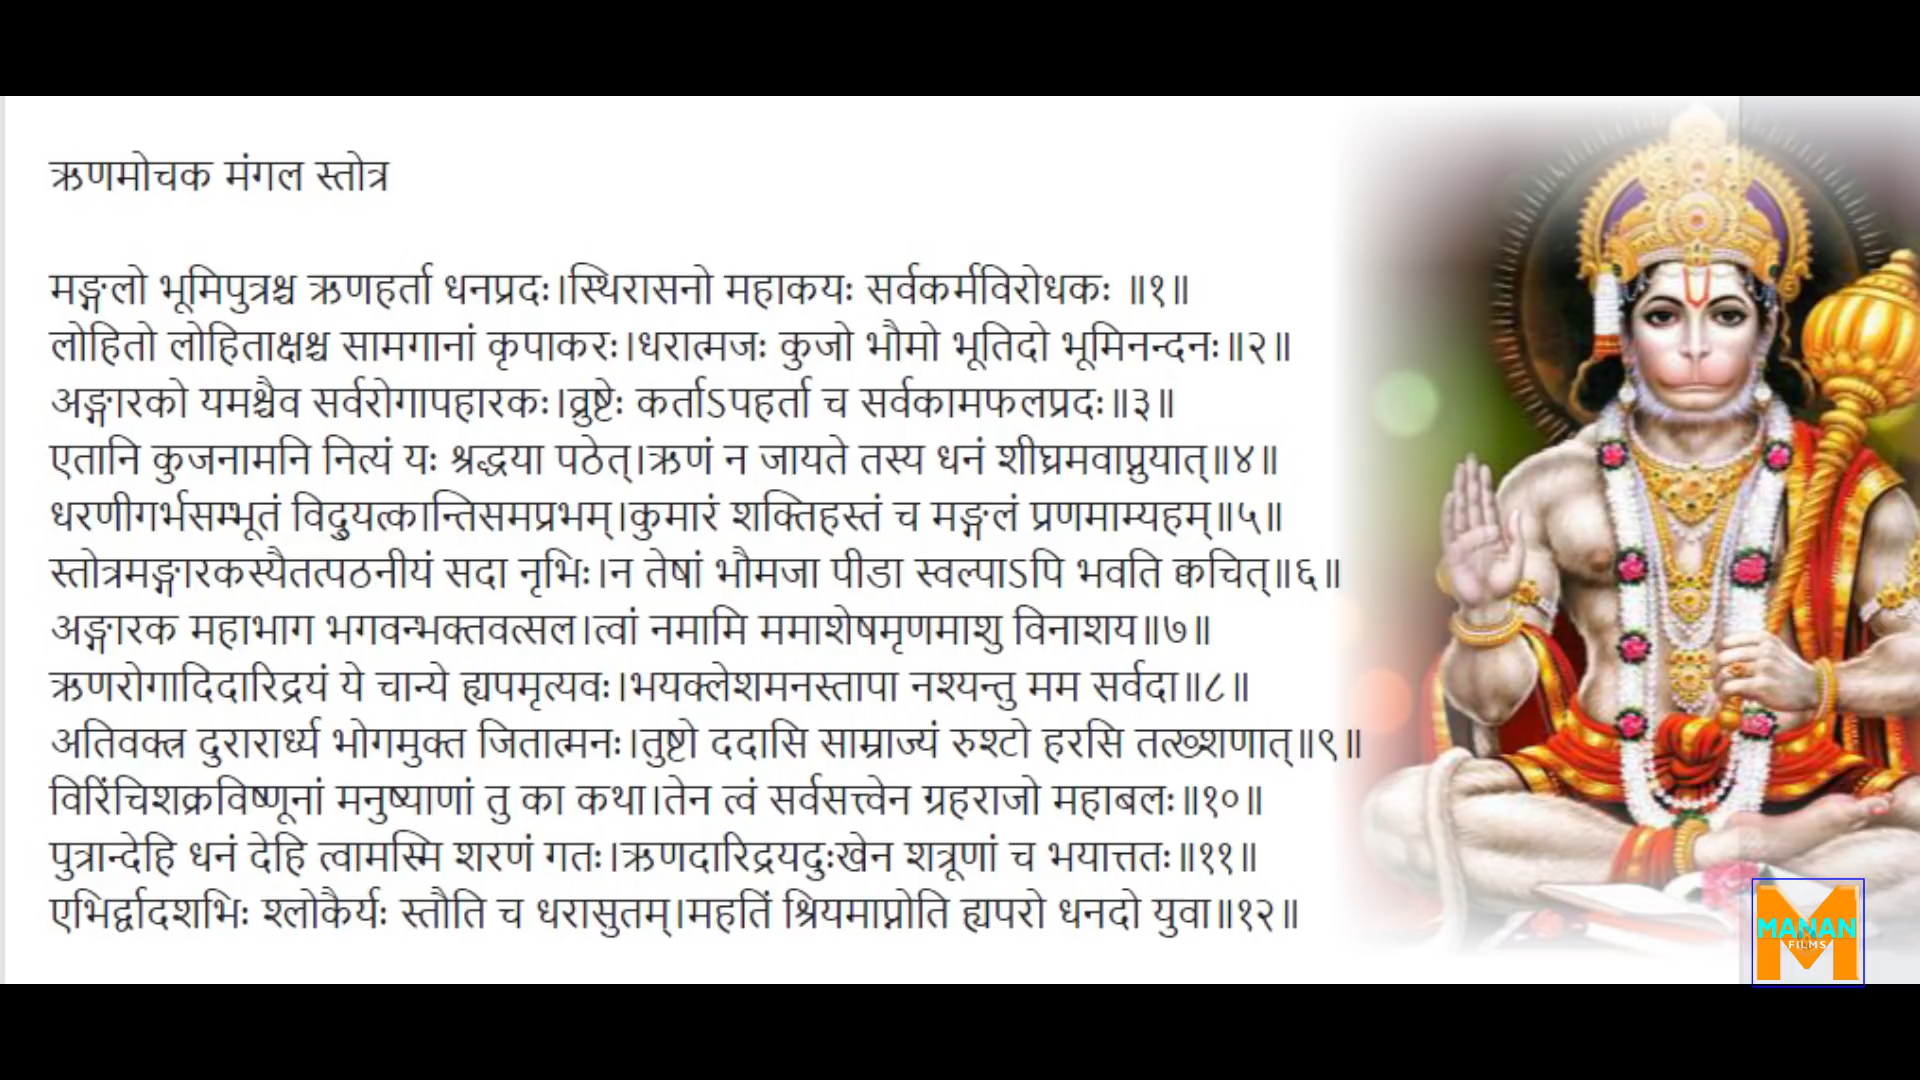 ऋणमोचक मंगल स्तोत्र
मङ्गलो भूमिपुत्रश्च ऋणहर्ता धनप्रदः।स्थिरासनो महाकयः सर्वकर्मविरोधकः ॥१॥
लोहितो लोहिताक्षश्च सामगानां कृपाकरः।धरात्मजः कुजो भौमो भूतिदो भूमिनन्दनः॥२॥
अङ्गारको यमश्चैव सर्वरोगापहारकः।व्रुष्टेः कर्ताऽपहर्ता च सर्वकामफलप्रदः॥३॥
एतानि कुजनामनि नित्यं यः श्रद्धया पठेत्।ऋणं न जायते तस्य धनं शीघ्रमवाप्नुयात्॥४॥
धरणीगर्भसम्भूतं विद्युयत्कान्तिसमप्रभम्।कुमारं शक्तिहस्तं च मङ्गलं प्रणमाम्यहम्॥५॥
स्तोत्रमङ्गारकस्यैतत्पठनीयं सदा नृभिः।न तेषां भौमजा पीडा स्वल्पाऽपि भवति क्वचित्॥६॥
अङ्गारक महाभाग भगवन्भक्तवत्सल।त्वां नमामि ममाशेषमृणमाशु विनाशय॥७॥
ऋणरोगादिदारिद्रयं ये चान्ये ह्यपमृत्यवः।भयक्लेशमनस्तापा नश्यन्तु मम सर्वदा॥८॥
अतिवक्त्र दुरारार्ध्य भोगमुक्त जितात्मनः।तुष्टो ददासि साम्राज्यं रुश्टो हरसि तत्ख्शणात्॥९॥
विरिंचिशक्रविष्णूनां मनुष्याणां तु का कथा।तेन त्वं सर्वसत्त्वेन ग्रहराजो महाबलः॥१०॥
पुत्रान्देहि धनं देहि त्वामस्मि शरणं गतः।ऋणदारिद्रयदुःखेन शत्रूणां च भयात्ततः॥११॥
एभिर्द्वादशभिः श्लोकैर्यः स्तौति च धरासुतम्।महतिं श्रियमाप्नोति ह्यपरो धनदो युवा॥१२॥
MANAN
FILMS